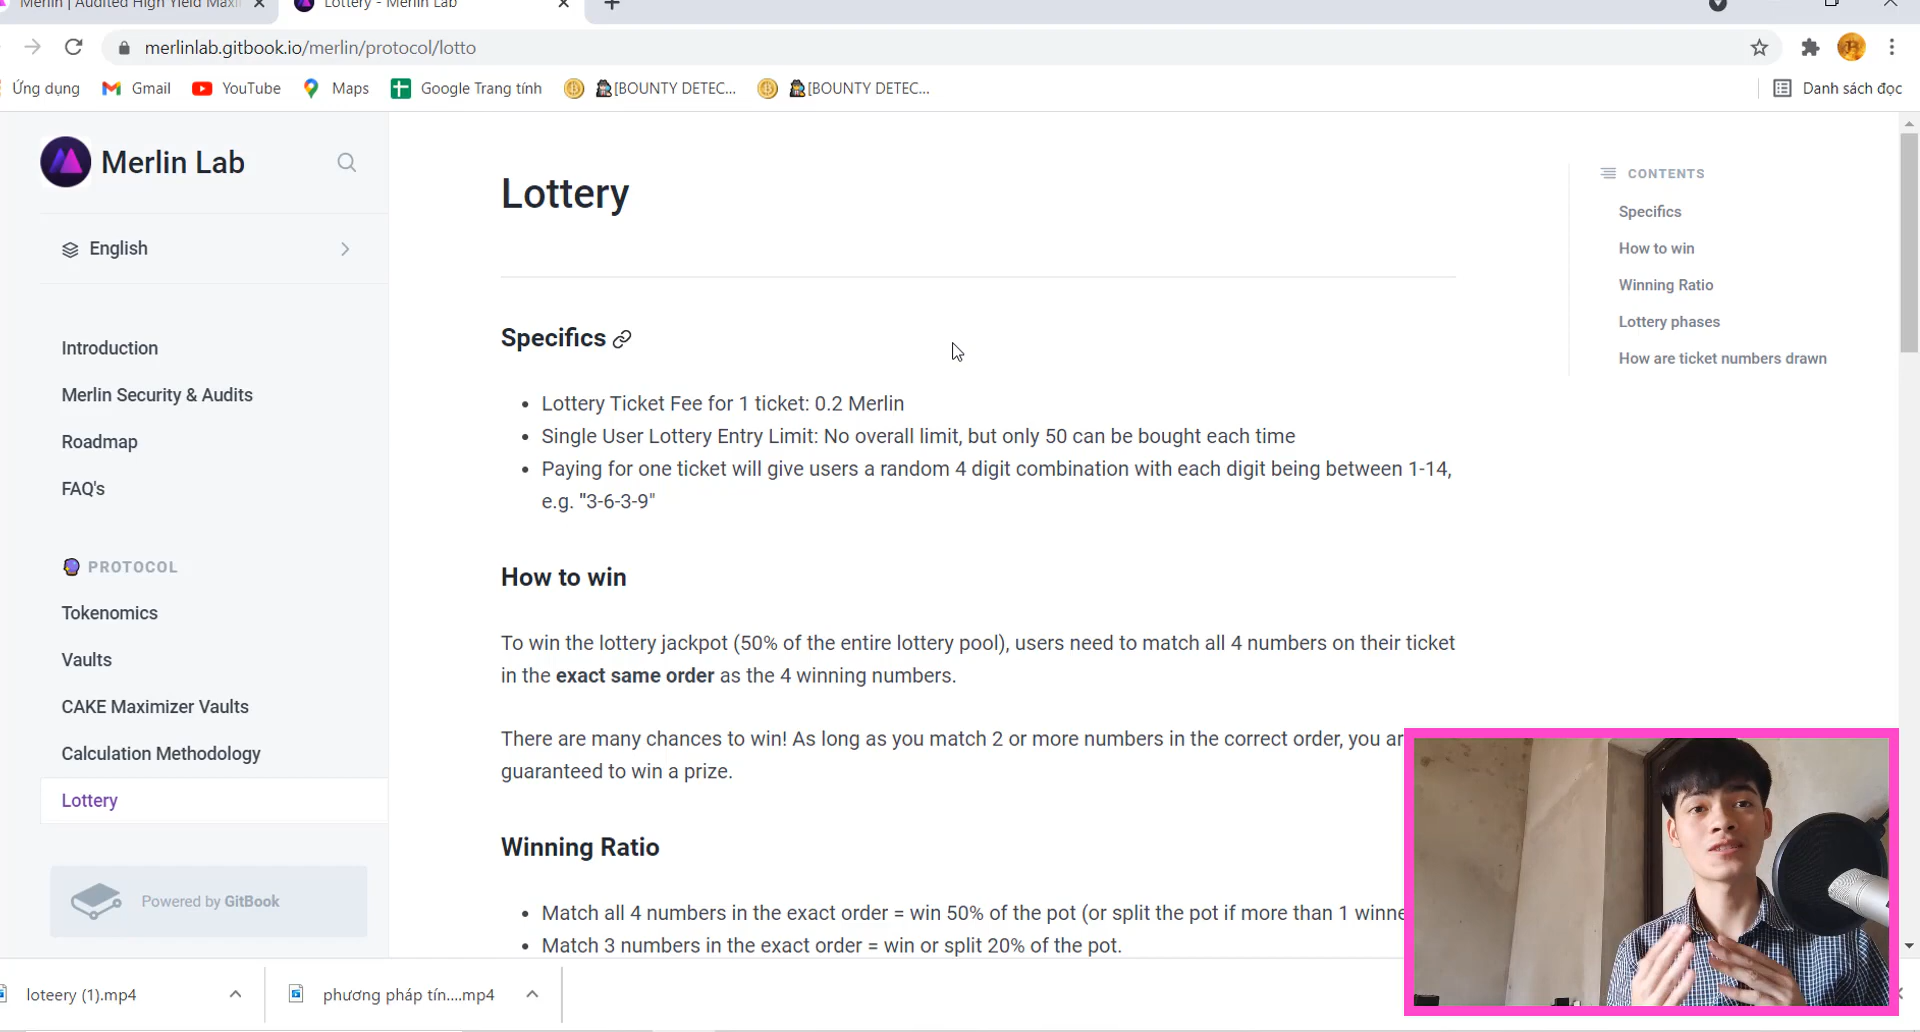 Merlin | Audited High Yield Maxi
Lottery - Merlin Lab
merlinlab.gitbook.io/merlin/protocol/lotto
Ứng dụng
Gmail
YouTube
Maps
Google Trang tính
[BOUNTY DETEC...
[BOUNTY DETEC...
Danh sách đọc
Merlin Lab
English
Introduction
Merlin Security & Audits
Roadmap
FAQ's
PROTOCOL
Tokenomics
Vaults
CAKE Maximizer Vaults
Calculation Methodology
Lottery
Powered by GitBook
Lottery
Specifics
• Lottery Ticket Fee for 1 ticket: 0.2 Merlin
• Single User Lottery Entry Limit: No overall limit, but only 50 can be bought each time
• Paying for one ticket will give users a random 4 digit combination with each digit being between 1-14,
e.g. "3-6-3-9"
How to win
To win the lottery jackpot (50% of the entire lottery pool), users need to match all 4 numbers on their ticket
in the exact same order as the 4 winning numbers.
There are many chances to win! As long as you match 2 or more numbers in the correct order, you ar
guaranteed to win a prize.
Winning Ratio
• Match all 4 numbers in the exact order = win 50% of the pot (or split the pot if more than 1 winne
• Match 3 numbers in the exact order = win or split 20% of the pot.
CONTENTS
Specifics
How to win
Winning Ratio
Lottery phases
How are ticket numbers drawn
loteery (1).mp4
phương pháp tín....mp4